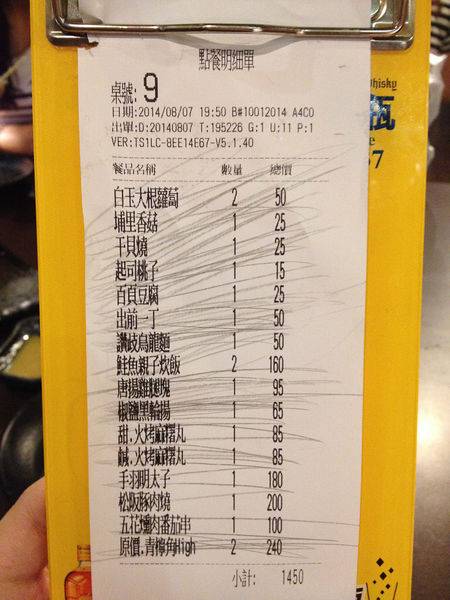 點餐明細單
桌號: 9
日期:2014/08/07 19:50 B#10012014 A4C0
出單:D:20140807 T:195226 G:1 U:11 P:1
VER:TS1LC-8EE14E67-V5.1.40
餐品名稱 數量 總價
白玉大根蘿蔔 2 50
埔里香菇 1 25
干貝燒 1 25
起司桃子 1 15
百頁豆腐 1 25
出前一丁 1 50
讚岐烏龍麵 1 50
鮭魚親子炊飯 2 160
唐揚雞腿塊 1 95
椒鹽黑輪揚 1 65
甜.火烤麻糬丸 1 85
鹹.火烤麻糬丸 1 85
手羽明太子 1 180
松阪豚肉燒 1 200
五花燻肉番茄串 1 100
原價.青檸角High 2 240
小計: 1450
Whisky
瓶
e
37